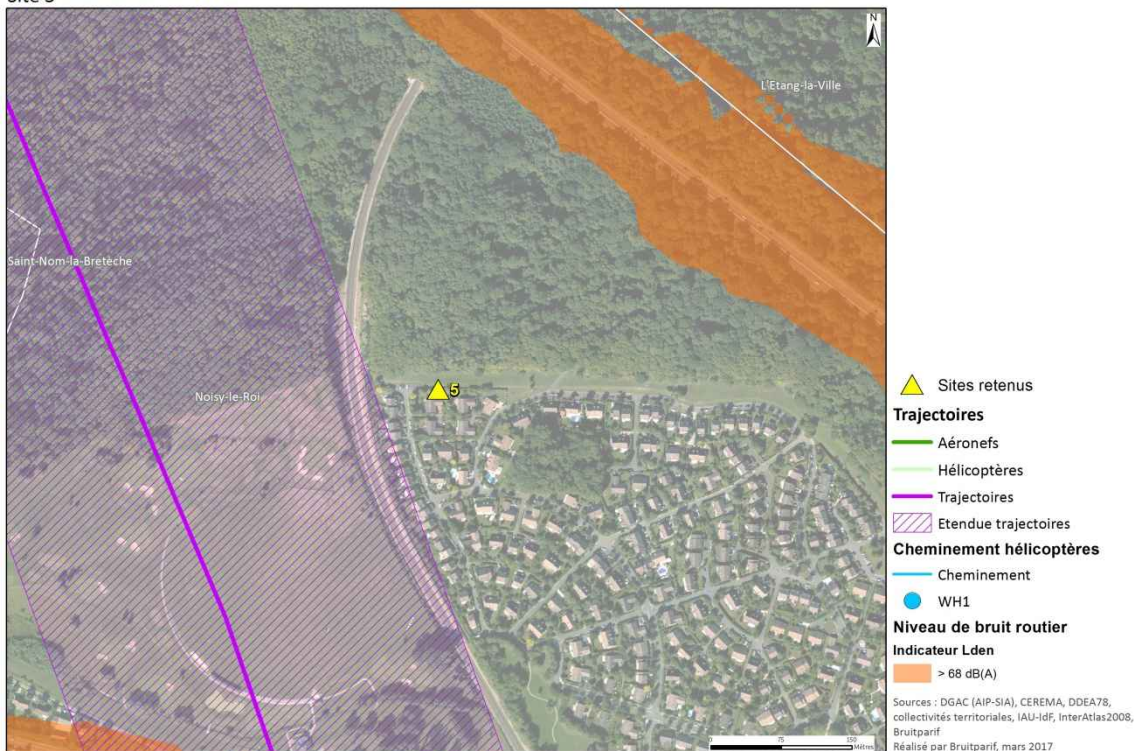 N
L'Etang-la-Ville
Saint-Nom-la-Bretèche
Noisy-le-Roi
5
0 75 150
Mètres
Sites retenus
Trajectoires
Aéronefs
Hélicoptères
Trajectoires
Etendue trajectoires
Cheminement hélicoptères
Cheminement
WH1
Niveau de bruit routier
Indicateur Lden
> 68 dB(A)
Sources : DGAC (AIP-SIA), CEREMA, DDEA78,
collectivités territoriales, IAU-IdF, InterAtlas2008,
Bruitparif
Réalisé par Bruitparif, mars 2017